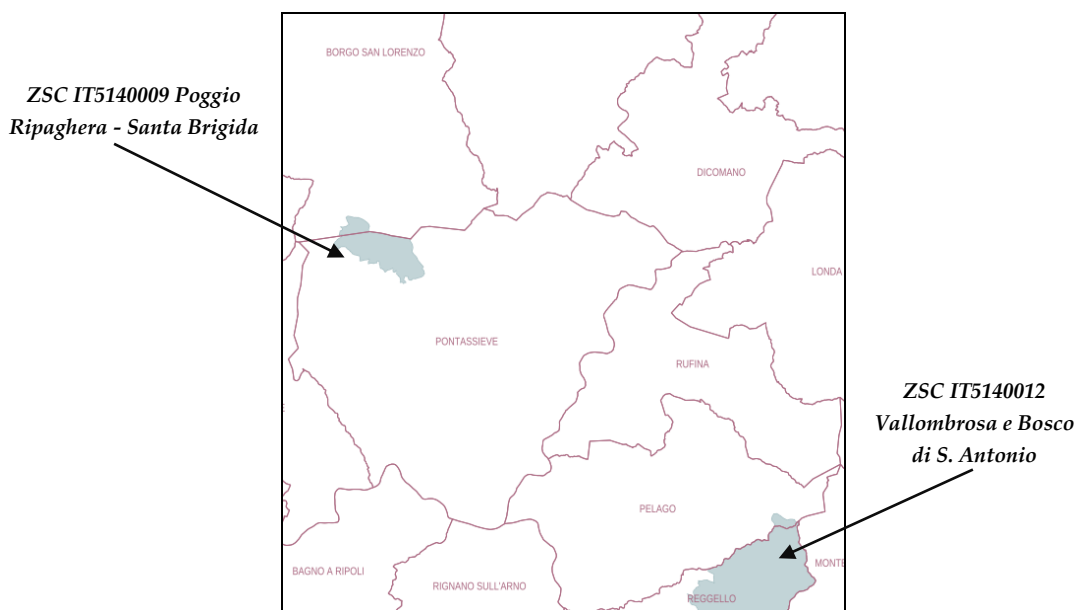 BORGO SAN LORENZO
ZSC IT5140009 Poggio
Ripaghera - Santa Brigida
DICOMANO
LONDA
PONTASSIEVE
RUFINA
ZSC IT5140012
Vallombrosa e Bosco
di S. Antonio
PELAGO
MONTE
BAGNO A RIPOLI
RIGNANO SULL'ARNO
REGGELLO